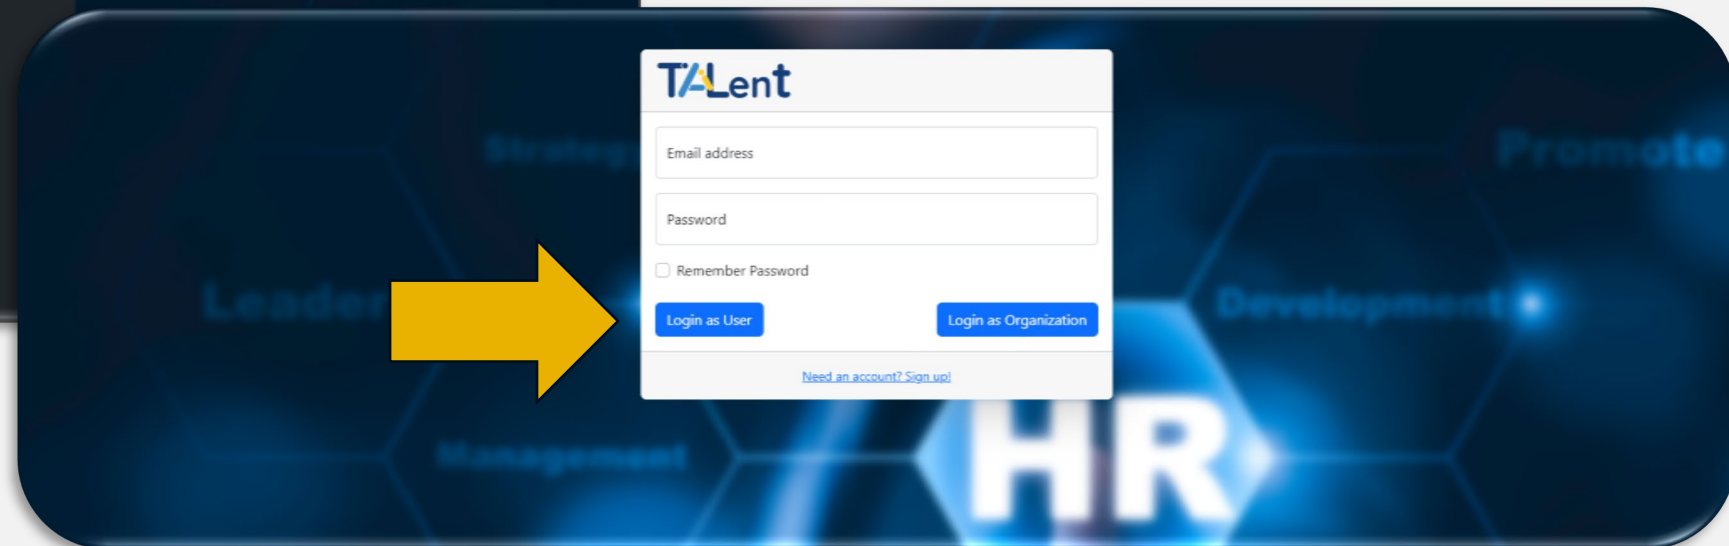 TALent
Strategy
Promote
Email address
Password
Remember Password
Leader
Development
Login as User
Login as Organization
Need an account? Sign up!
Management
HR